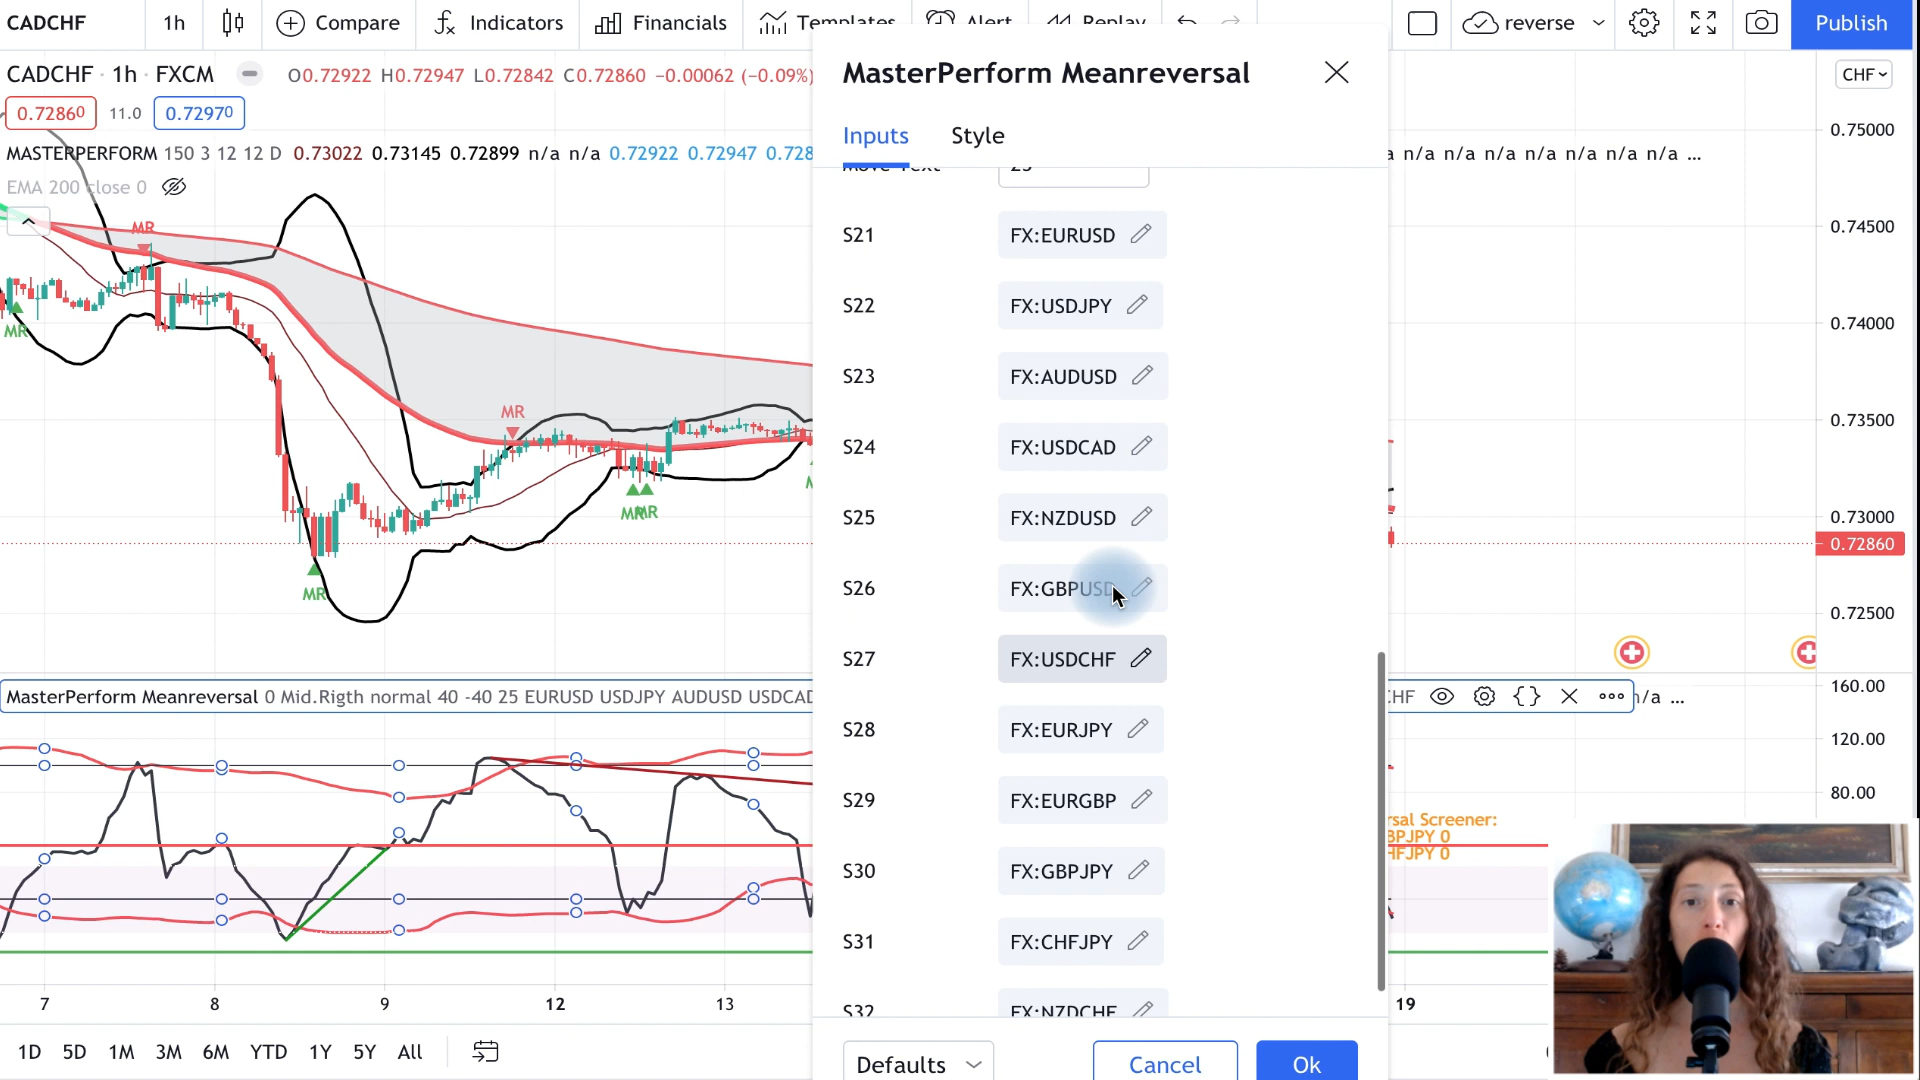 CADCHF 1h Compare Indicators Financials Templates Alert Replay reverse Publish
CADCHF · 1h · FXCM O0.72922 H0.72947 L0.72842 C0.72860 −0.00062 (−0.09%)
0.72860 11.0 0.72970
MASTERPERFORM 150 3 12 12 D 0.73022 0.73145 0.72899 n/a n/a 0.72922 0.72947 0.728
a n/a n/a n/a n/a n/a n/a n/a ...
EMA 200 close 0
MR
MR
MR
MR
MR
MR
MasterPerform Meanreversal
Inputs Style
Move Text 25
S21 FX:EURUSD
S22 FX:USDJPY
S23 FX:AUDUSD
S24 FX:USDCAD
S25 FX:NZDUSD
S26 FX:GBPUSD
S27 FX:USDCHF
S28 FX:EURJPY
S29 FX:EURGBP
S30 FX:GBPJPY
S31 FX:CHFJPY
S32 FX:NZDCHF
Defaults Cancel Ok
CHF
0.75000
0.74500
0.74000
0.73500
0.73000
0.72860
0.72500
MasterPerform Meanreversal 0 Mid.Rigth normal 40 -40 25 EURUSD USDJPY AUDUSD USDCAD
CHF n/a ...
160.00
120.00
80.00
rsal Screener:
BPJPY 0
HFJPY 0
7 8 9 12 13 19
1D 5D 1M 3M 6M YTD 1Y 5Y All